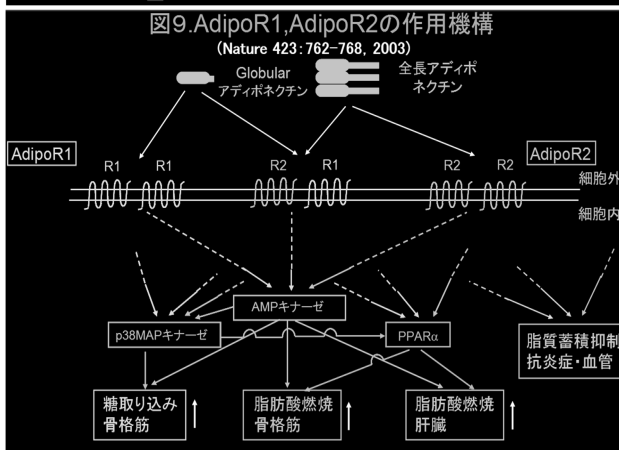 図9.AdipoR1,AdipoR2の作用機構
(Nature 423:762-768, 2003)
Globular
アディポネクチン
全長アディポ
ネクチン
AdipoR1
R1 R1 R2 R1 R2 R2
AdipoR2
細胞外
細胞内
AMPキナーゼ
p38MAPキナーゼ
PPARα
脂質蓄積抑制
抗炎症・血管
糖取り込み
骨格筋
脂肪酸燃焼
骨格筋
脂肪酸燃焼
肝臓